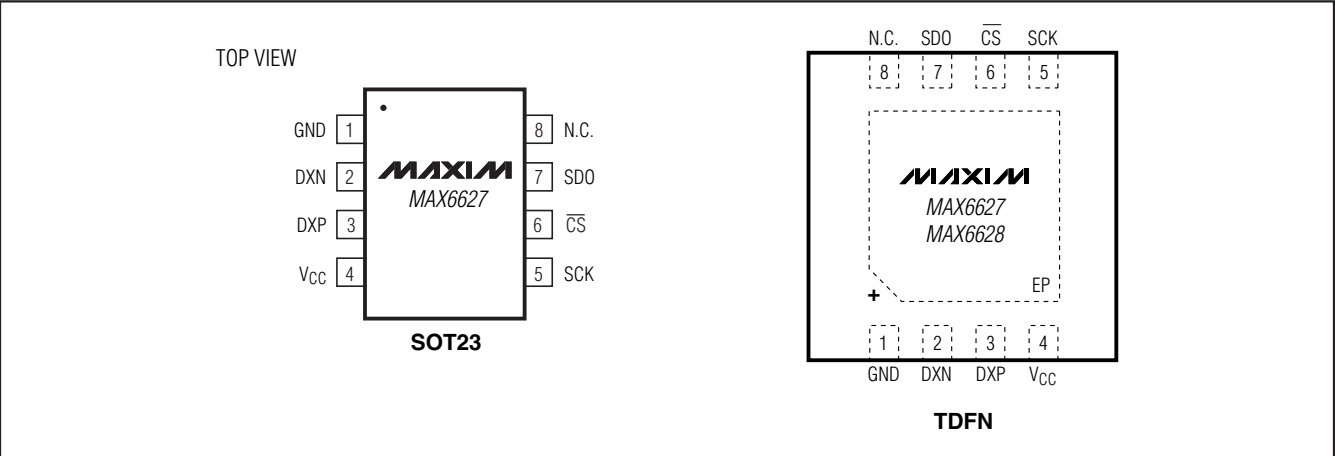 TOP VIEW
GND 1
DXN 2
DXP 3
VCC 4
8 N.C.
7 SDO
6 C̅S̅
5 SCK
MAXIM
MAX6627
SOT23
N.C. SDO C̅S̅ SCK
8 7 6 5
MAXIM
MAX6627
MAX6628
EP
+
1 2 3 4
GND DXN DXP VCC
TDFN